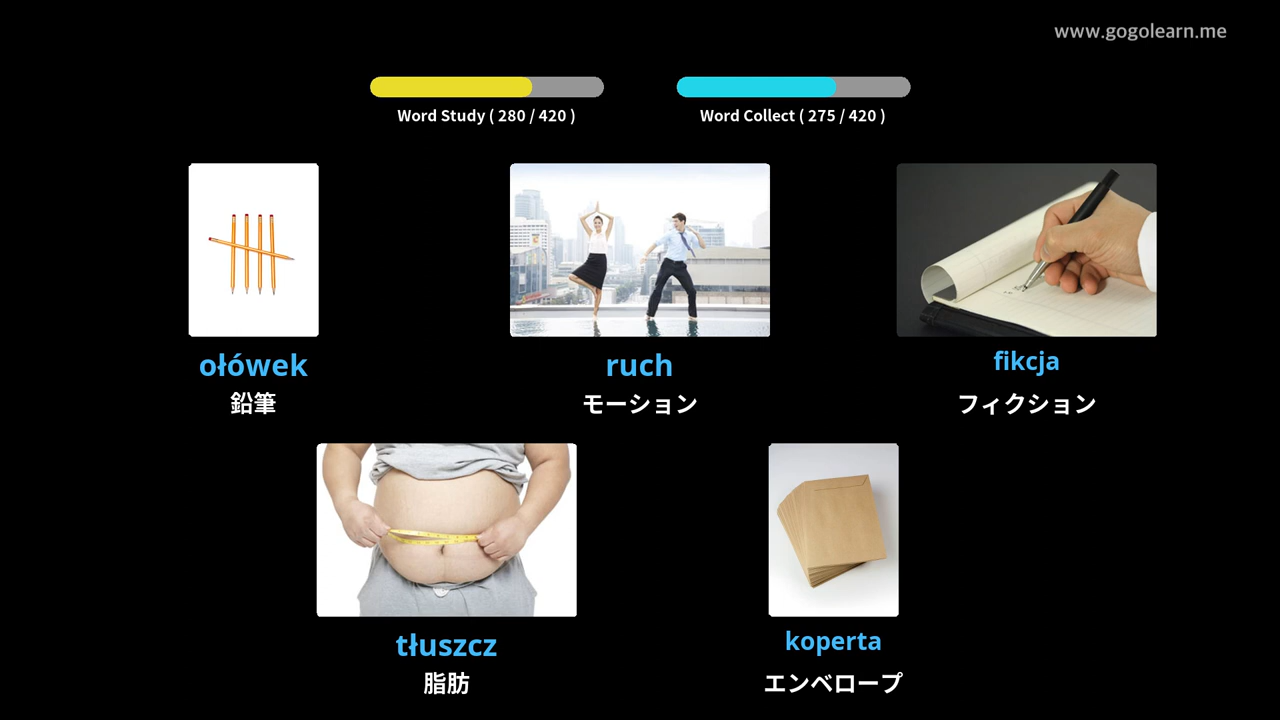 www.gogolearn.me
Word Study ( 280 / 420 )
Word Collect ( 275 / 420 )
ołówek
鉛筆
ruch
モーション
fikcja
フィクション
tłuszcz
脂肪
koperta
エンベロープ